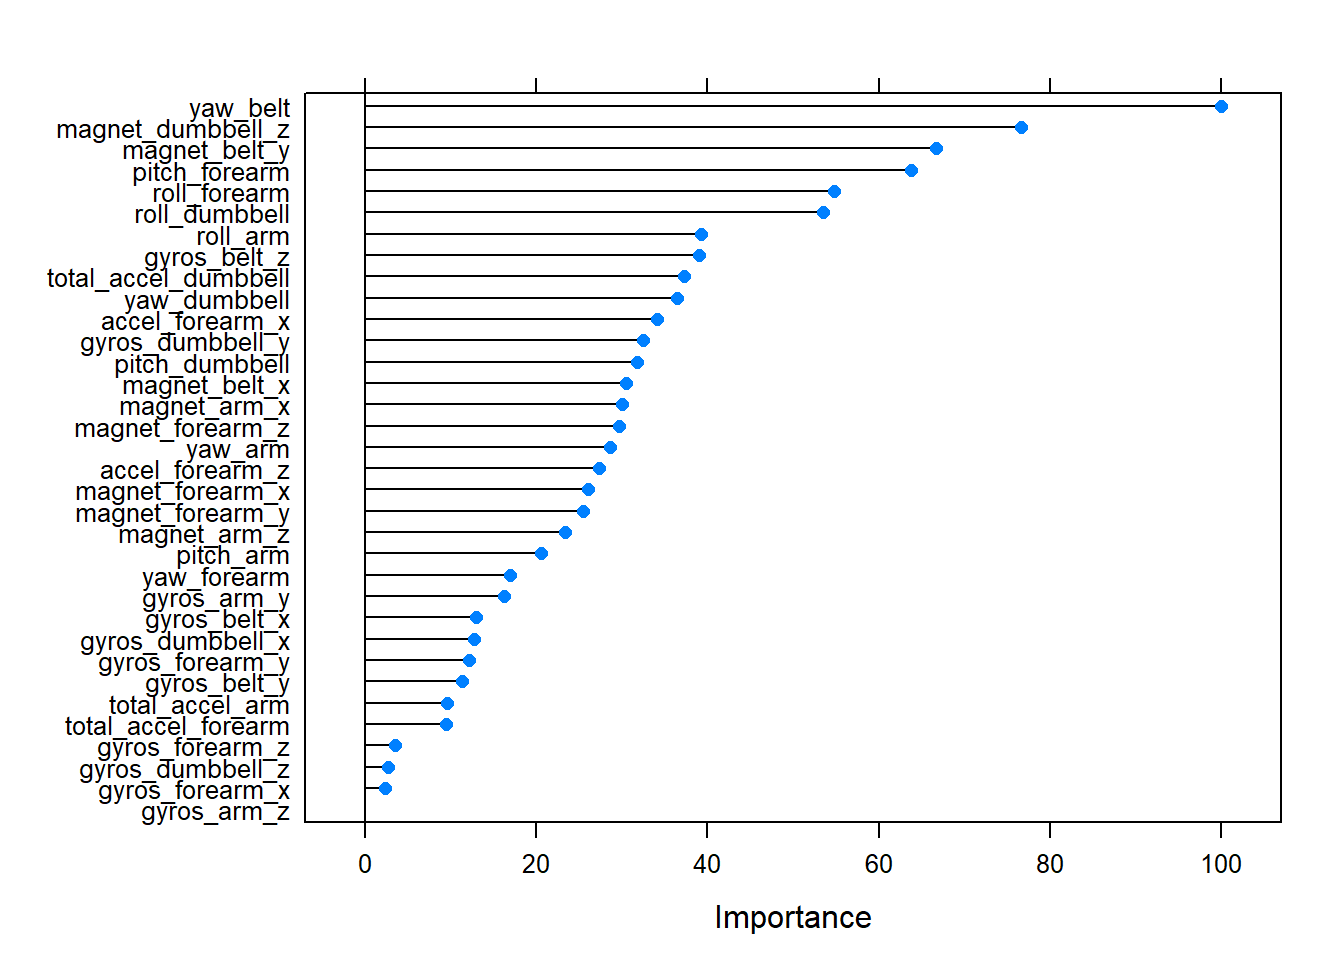 yaw_belt
magnet_dumbbell_z
magnet_belt_y
pitch_forearm
roll_forearm
roll_dumbbell
roll_arm
gyros_belt_z
total_accel_dumbbell
yaw_dumbbell
accel_forearm_x
gyros_dumbbell_y
pitch_dumbbell
magnet_belt_x
magnet_arm_x
magnet_forearm_z
yaw_arm
accel_forearm_z
magnet_forearm_x
magnet_forearm_y
magnet_arm_z
pitch_arm
yaw_forearm
gyros_arm_y
gyros_belt_x
gyros_dumbbell_x
gyros_forearm_y
gyros_belt_y
total_accel_arm
total_accel_forearm
gyros_forearm_z
gyros_dumbbell_z
gyros_forearm_x
gyros_arm_z
0 20 40 60 80 100
Importance